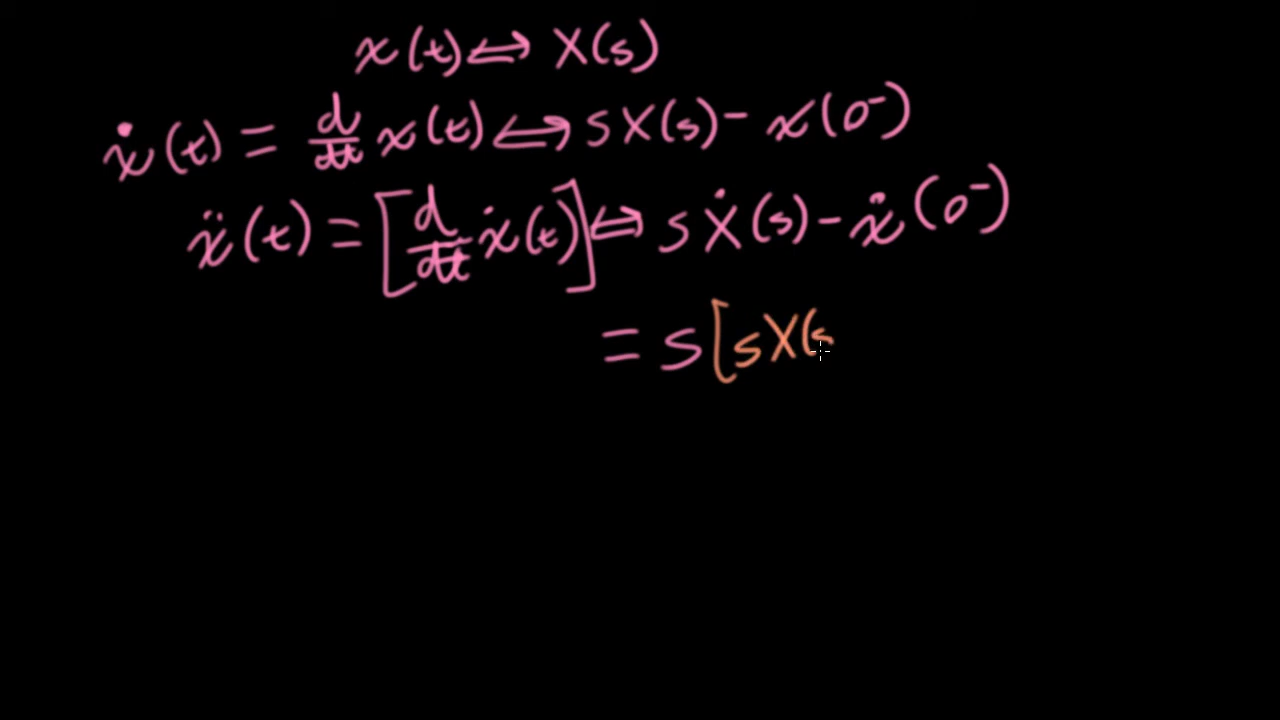 x(t) ⟺ X(s)
ẋ(t) = d/dt x(t) ⟺ sX(s) - x(0⁻)
ẍ(t) = [d/dt ẋ(t)] ⟺ sẊ(s) - ẋ(0⁻)
= s[sX(s